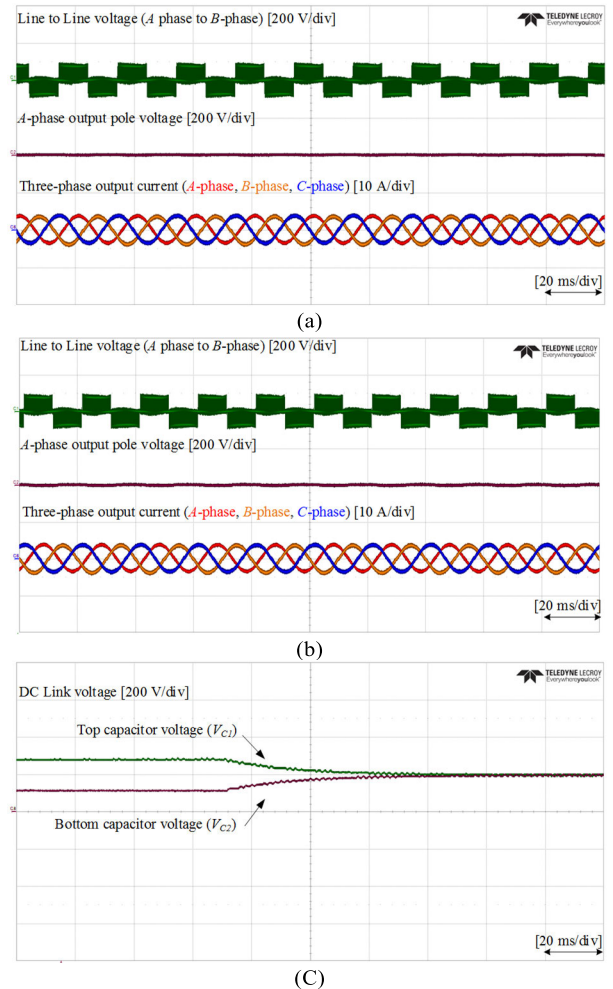 Line to Line voltage (A phase to B-phase) [200 V/div]
TELEDYNE LECROY
Everywhereyoulook"
A-phase output pole voltage [200 V/div]
Three-phase output current (A-phase, B-phase, C-phase) [10 A/div]
[20 ms/div]
(a)
Line to Line voltage (A phase to B-phase) [200 V/div]
TELEDYNE LECROY
Everywhereyoulook"
A-phase output pole voltage [200 V/div]
Three-phase output current (A-phase, B-phase, C-phase) [10 A/div]
[20 ms/div]
(b)
TELEDYNE LECROY
Everywhereyoulook"
DC Link voltage [200 V/div]
Top capacitor voltage (VC1)
Bottom capacitor voltage (VC2)
[20 ms/div]
(C)